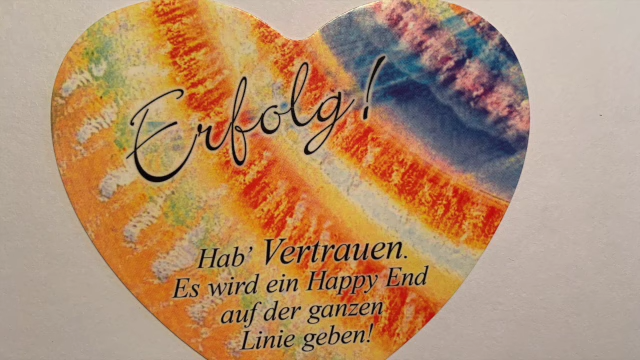 Erfolg!
Hab' Vertrauen.
Es wird ein Happy End
auf der ganzen
Linie geben!